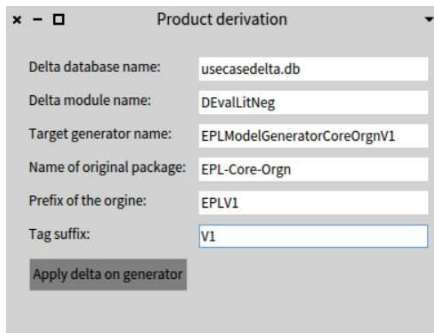 Product derivation
Delta database name: usecasedelta.db
Delta module name: DEvalLitNeg
Target generator name: EPLModelGeneratorCoreOrgnV1
Name of original package: EPL-Core-Orgn
Prefix of the orgine: EPLV1
Tag suffix: V1
Apply delta on generator